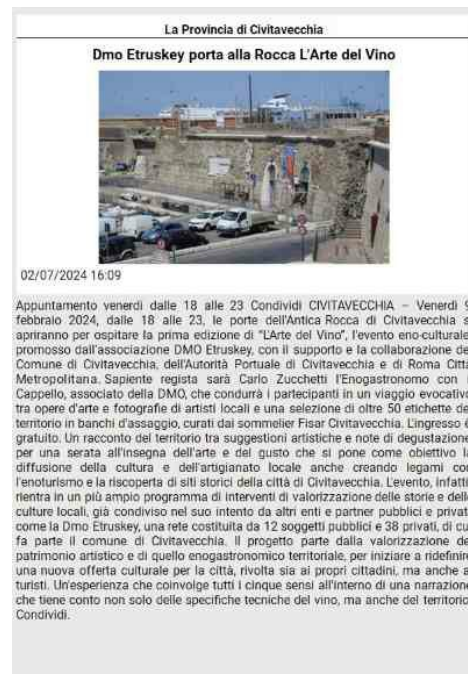 La Provincia di Civitavecchia
Dmo Etruskey porta alla Rocca L'Arte del Vino
02/07/2024 16:09
Appuntamento venerdì dalle 18 alle 23 Condividi CIVITAVECCHIA – Venerdì 9
febbraio 2024, dalle 18 alle 23, le porte dell'Antica Rocca di Civitavecchia s
apriranno per ospitare la prima edizione di "L'Arte del Vino", l'evento eno-culturale
promosso dall'associazione DMO Etruskey, con il supporto e la collaborazione de
Comune di Civitavecchia, dell'Autorità Portuale di Civitavecchia e di Roma Città
Metropolitana. Sapiente regista sarà Carlo Zucchetti l'Enogastronomo con
Cappello, associato della DMO, che condurrà i partecipanti in un viaggio evocativo
tra opere d'arte e fotografie di artisti locali e una selezione di oltre 50 etichette de
territorio in banchi d'assaggio, curati dai sommelier Fisar Civitavecchia. L'ingresso è
gratuito. Un racconto del territorio tra suggestioni artistiche e note di degustazione
per una serata all'insegna dell'arte e del gusto che si pone come obiettivo la
diffusione della cultura e dell'artigianato locale anche creando legami con
l'enoturismo e la riscoperta di siti storici della città di Civitavecchia. L'evento, infatti
rientra in un più ampio programma di interventi di valorizzazione delle storie e delle
culture locali, già condiviso nel suo intento da altri enti e partner pubblici e privati
come la Dmo Etruskey, una rete costituita da 12 soggetti pubblici e 38 privati, di cu
fa parte il comune di Civitavecchia. Il progetto parte dalla valorizzazione de
patrimonio artistico e di quello enogastronomico territoriale, per iniziare a ridefinire
una nuova offerta culturale per la città, rivolta sia ai propri cittadini, ma anche a
turisti. Un'esperienza che coinvolge tutti i cinque sensi all'interno di una narrazione
che tiene conto non solo delle specifiche tecniche del vino, ma anche del territorio
Condividi.